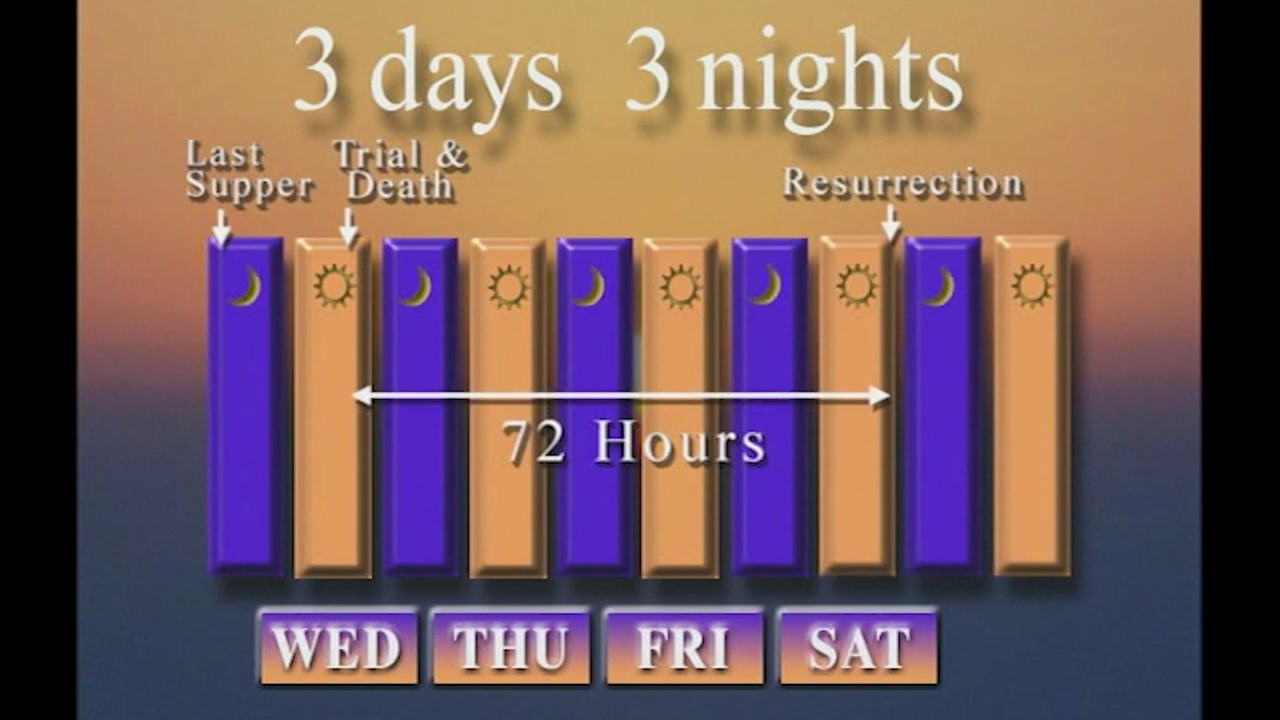 3 days 3 nights
Last
Supper
Trial &
Death
Resurrection
72 Hours
WED THU FRI SAT